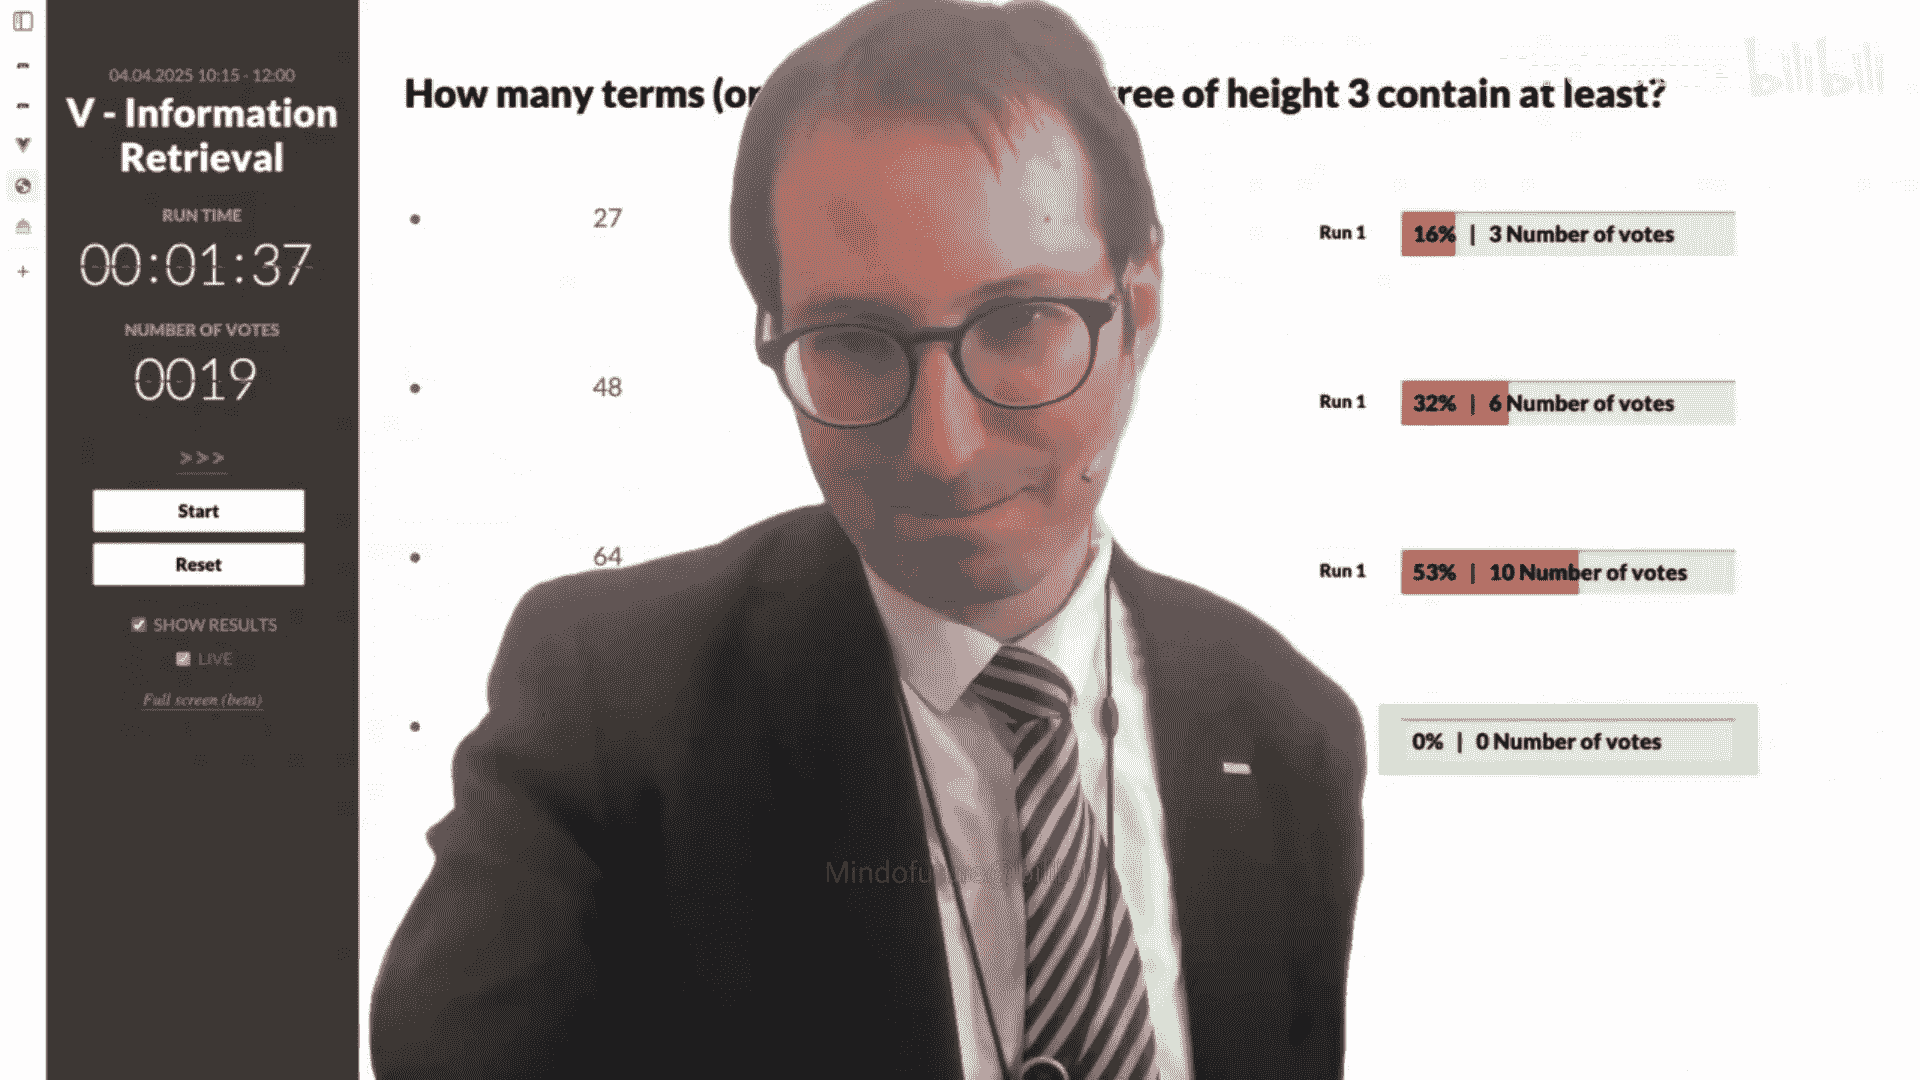 04.04.2025 10:15 - 12:00
V - Information
Retrieval
RUN TIME
00:01:37
NUMBER OF VOTES
0019
>>>
Start
Reset
SHOW RESULTS
LIVE
Full screen (beta)
How many terms (or ree of height 3 contain at least?
27
Run 1
16% | 3 Number of votes
48
Run 1
32% | 6 Number of votes
64
Run 1
53% | 10 Number of votes
0% | 0 Number of votes
bilibili